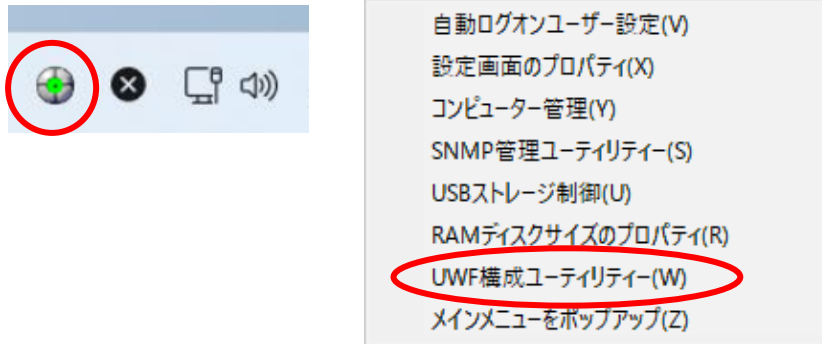 自動ログオンユーザー設定(V)
設定画面のプロパティ(X)
コンピューター管理(Y)
SNMP管理ユーティリティー(S)
USBストレージ制御(U)
RAMディスクサイズのプロパティ(R)
UWF構成ユーティリティー(W)
メインメニューをポップアップ(Z)